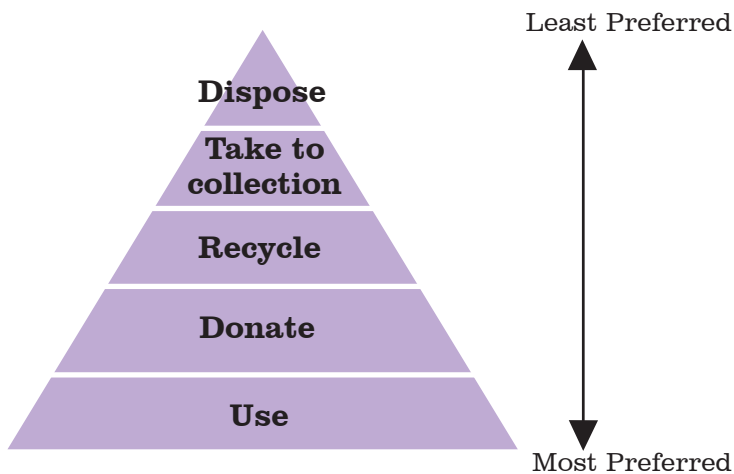 Least Preferred
Dispose
Take to
collection
Recycle
Donate
Use
Most Preferred